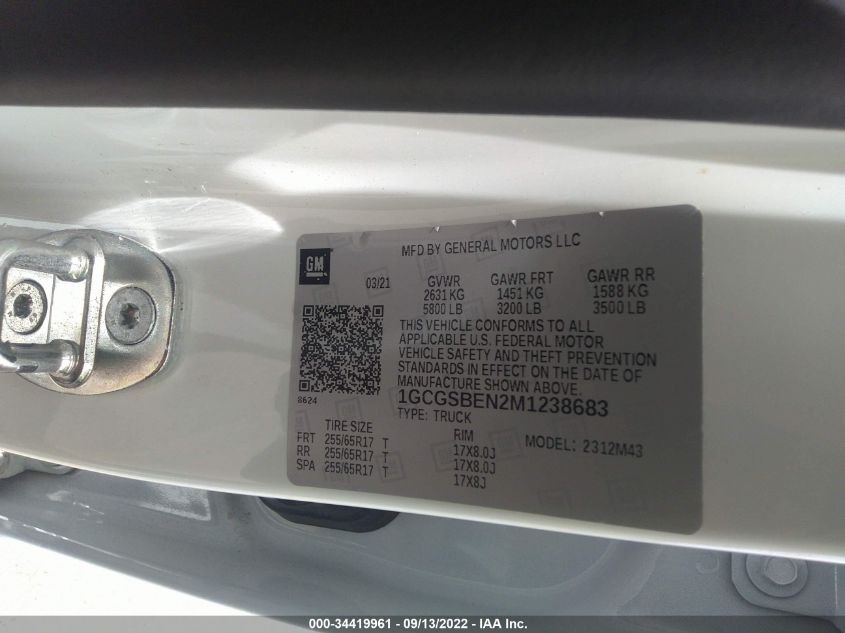 MFD BY GENERAL MOTORS LLC
GM
03/21 GVWR GAWR FRT GAWR RR
2631 KG 1451 KG 1588 KG
5800 LB 3200 LB 3500 LB
THIS VEHICLE CONFORMS TO ALL
APPLICABLE U.S. FEDERAL MOTOR
VEHICLE SAFETY AND THEFT PREVENTION
STANDARDS IN EFFECT ON THE DATE OF
MANUFACTURE SHOWN ABOVE.
8624 1GCGSBEN2M1238683
TYPE: TRUCK
TIRE SIZE RIM MODEL: 2312M43
FRT 255/65R17 T 17X8.0J
RR 255/65R17 T 17X8.0J
SPA 255/65R17 T 17X8J
000-34419961 - 09/13/2022 - IAA Inc.